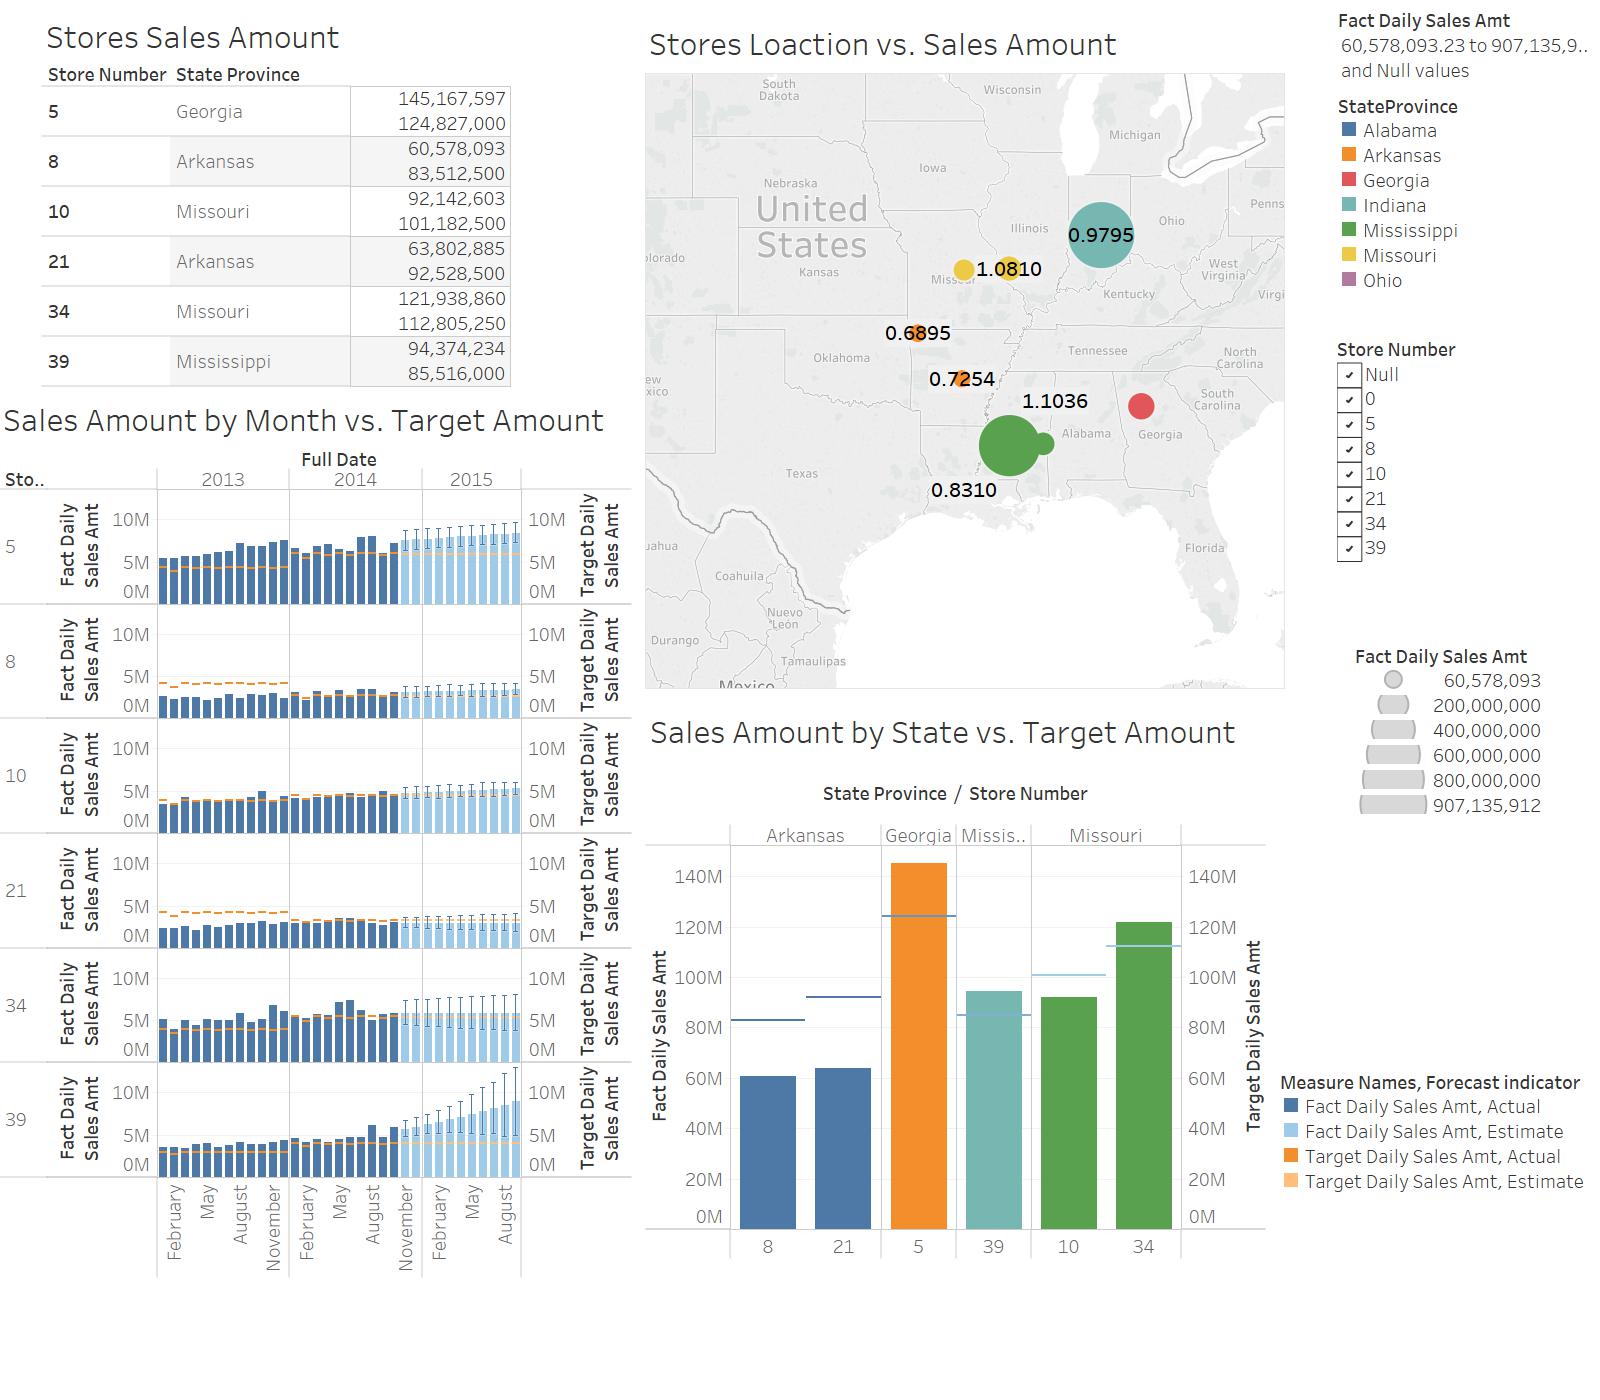 Stores Sales Amount
Store Number State Province
5 Georgia 145,167,597
124,827,000
8 Arkansas 60,578,093
83,512,500
10 Missouri 92,142,603
101,182,500
21 Arkansas 63,802,885
92,528,500
34 Missouri 121,938,860
112,805,250
39 Mississippi 94,374,234
85,516,000
Sales Amount by Month vs. Target Amount
Full Date
Sto.. 2013 2014 2015
5
Fact Daily
Sales Amt
10M
5M
0M
10M
5M
0M
Target Daily
Sales Amt
8
Fact Daily
Sales Amt
10M
5M
0M
10M
5M
0M
Target Daily
Sales Amt
10
Fact Daily
Sales Amt
10M
5M
0M
10M
5M
0M
Target Daily
Sales Amt
21
Fact Daily
Sales Amt
10M
5M
0M
10M
5M
0M
Target Daily
Sales Amt
34
Fact Daily
Sales Amt
10M
5M
0M
10M
5M
0M
Target Daily
Sales Amt
39
Fact Daily
Sales Amt
10M
5M
0M
10M
5M
0M
Target Daily
Sales Amt
February May August November February May August November February May August
Stores Loaction vs. Sales Amount
South
Dakota
Wisconsin
Michigan
Iowa
Nebraska
Penns
United
States
Illinois
0.9795
Ohio
olorado
Kansas
1.0810
West
Virginia
Kentucky
Virgi
0.6895
Oklahoma
Tennessee
North
Carolina
ew
xico
0.7254
1.1036
South
Carolina
Alabama
Georgia
Texas
0.8310
uahua
Florida
Coahuila
Nuevo
León
Durango
Tamaulipas
Mexico
Sales Amount by State vs. Target Amount
State Province / Store Number
Arkansas Georgia Missis.. Missouri
Fact Daily Sales Amt
140M
120M
100M
80M
60M
40M
20M
0M
140M
120M
100M
80M
60M
40M
20M
0M
Target Daily Sales Amt
8 21 5 39 10 34
Fact Daily Sales Amt
60,578,093.23 to 907,135,9..
and Null values
StateProvince
Alabama
Arkansas
Georgia
Indiana
Mississippi
Missouri
Ohio
Store Number
Null
0
5
8
10
21
34
39
Fact Daily Sales Amt
60,578,093
200,000,000
400,000,000
600,000,000
800,000,000
907,135,912
Measure Names, Forecast indicator
Fact Daily Sales Amt, Actual
Fact Daily Sales Amt, Estimate
Target Daily Sales Amt, Actual
Target Daily Sales Amt, Estimate